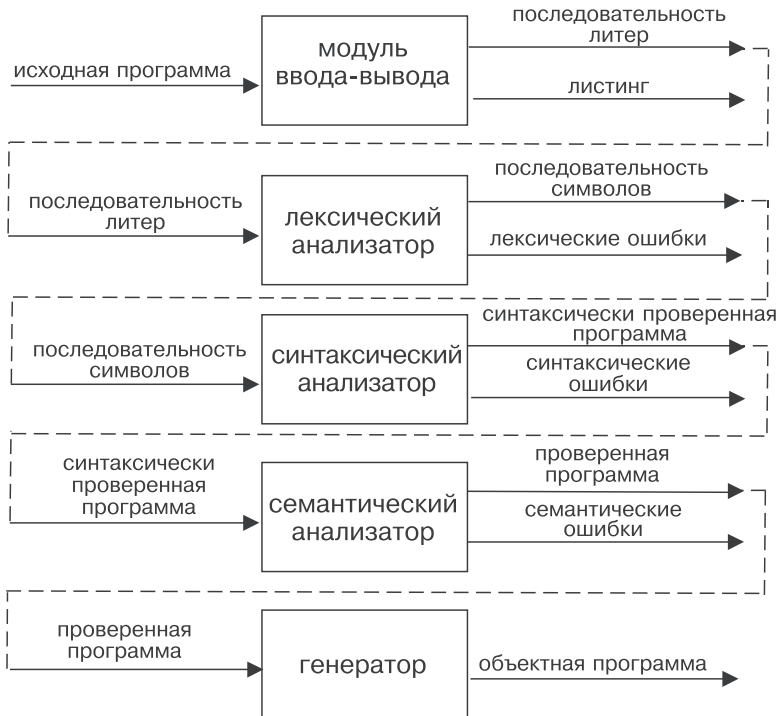 исходная программа
модуль
ввода-вывода
последовательность
литер
листинг
последовательность
литер
лексический
анализатор
последовательность
символов
лексические ошибки
последовательность
символов
синтаксический
анализатор
синтаксически проверенная
программа
синтаксические
ошибки
синтаксически
проверенная
программа
семантический
анализатор
проверенная
программа
семантические
ошибки
проверенная
программа
генератор
объектная программа